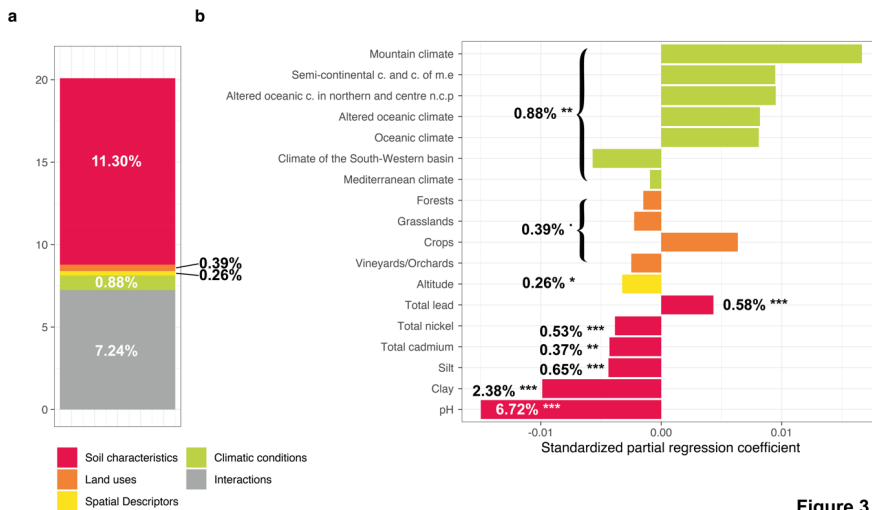 a
b
20
15
10
5
0
11.30%
0.39%
0.26%
0.88%
7.24%
Mountain climate
Semi-continental c. and c. of m.e
Altered oceanic c. in northern and centre n.c.p
Altered oceanic climate
Oceanic climate
Climate of the South-Western basin
Mediterranean climate
Forests
Grasslands
Crops
Vineyards/Orchards
Altitude
Total lead
Total nickel
Total cadmium
Silt
Clay
pH
0.88% **
0.39% .
0.26% *
0.58% ***
0.53% ***
0.37% **
0.65% ***
2.38% ***
6.72% ***
-0.01
0.00
0.01
Standardized partial regression coefficient
Soil characteristics
Climatic conditions
Land uses
Interactions
Spatial Descriptors
Figure 3